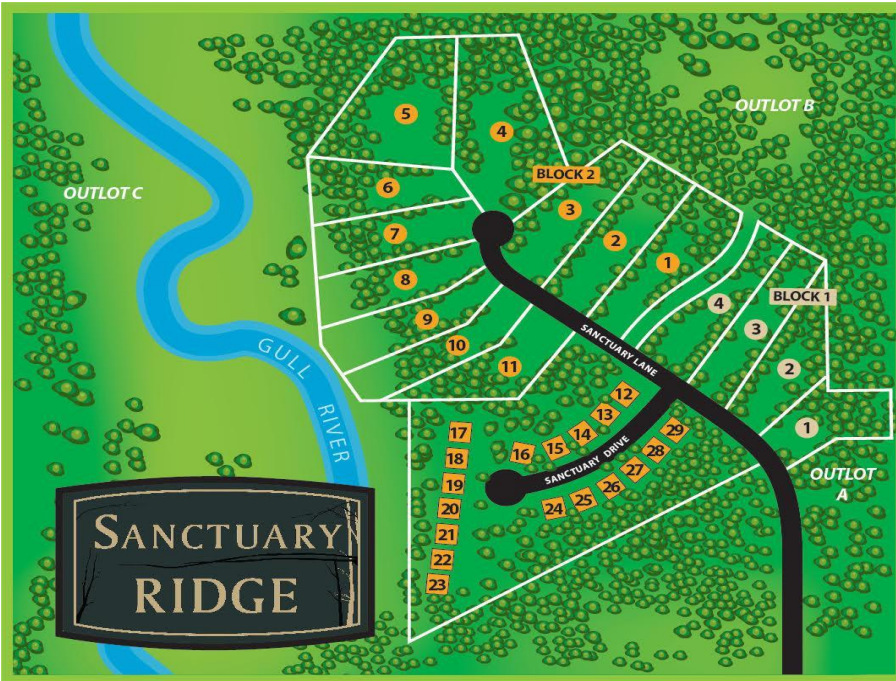 OUTLOT B
5
4
BLOCK 2
OUTLOT C
6
3
7
2
1
8
4
BLOCK 1
9
3
10
SANCTUARY LANE
11
2
GULL
RIVER
12
13
1
17
14
29
16
15
28
18
SANCTUARY DRIVE
27
19
26
25
24
20
21
22
23
OUTLOT
A
SANCTUARY
RIDGE